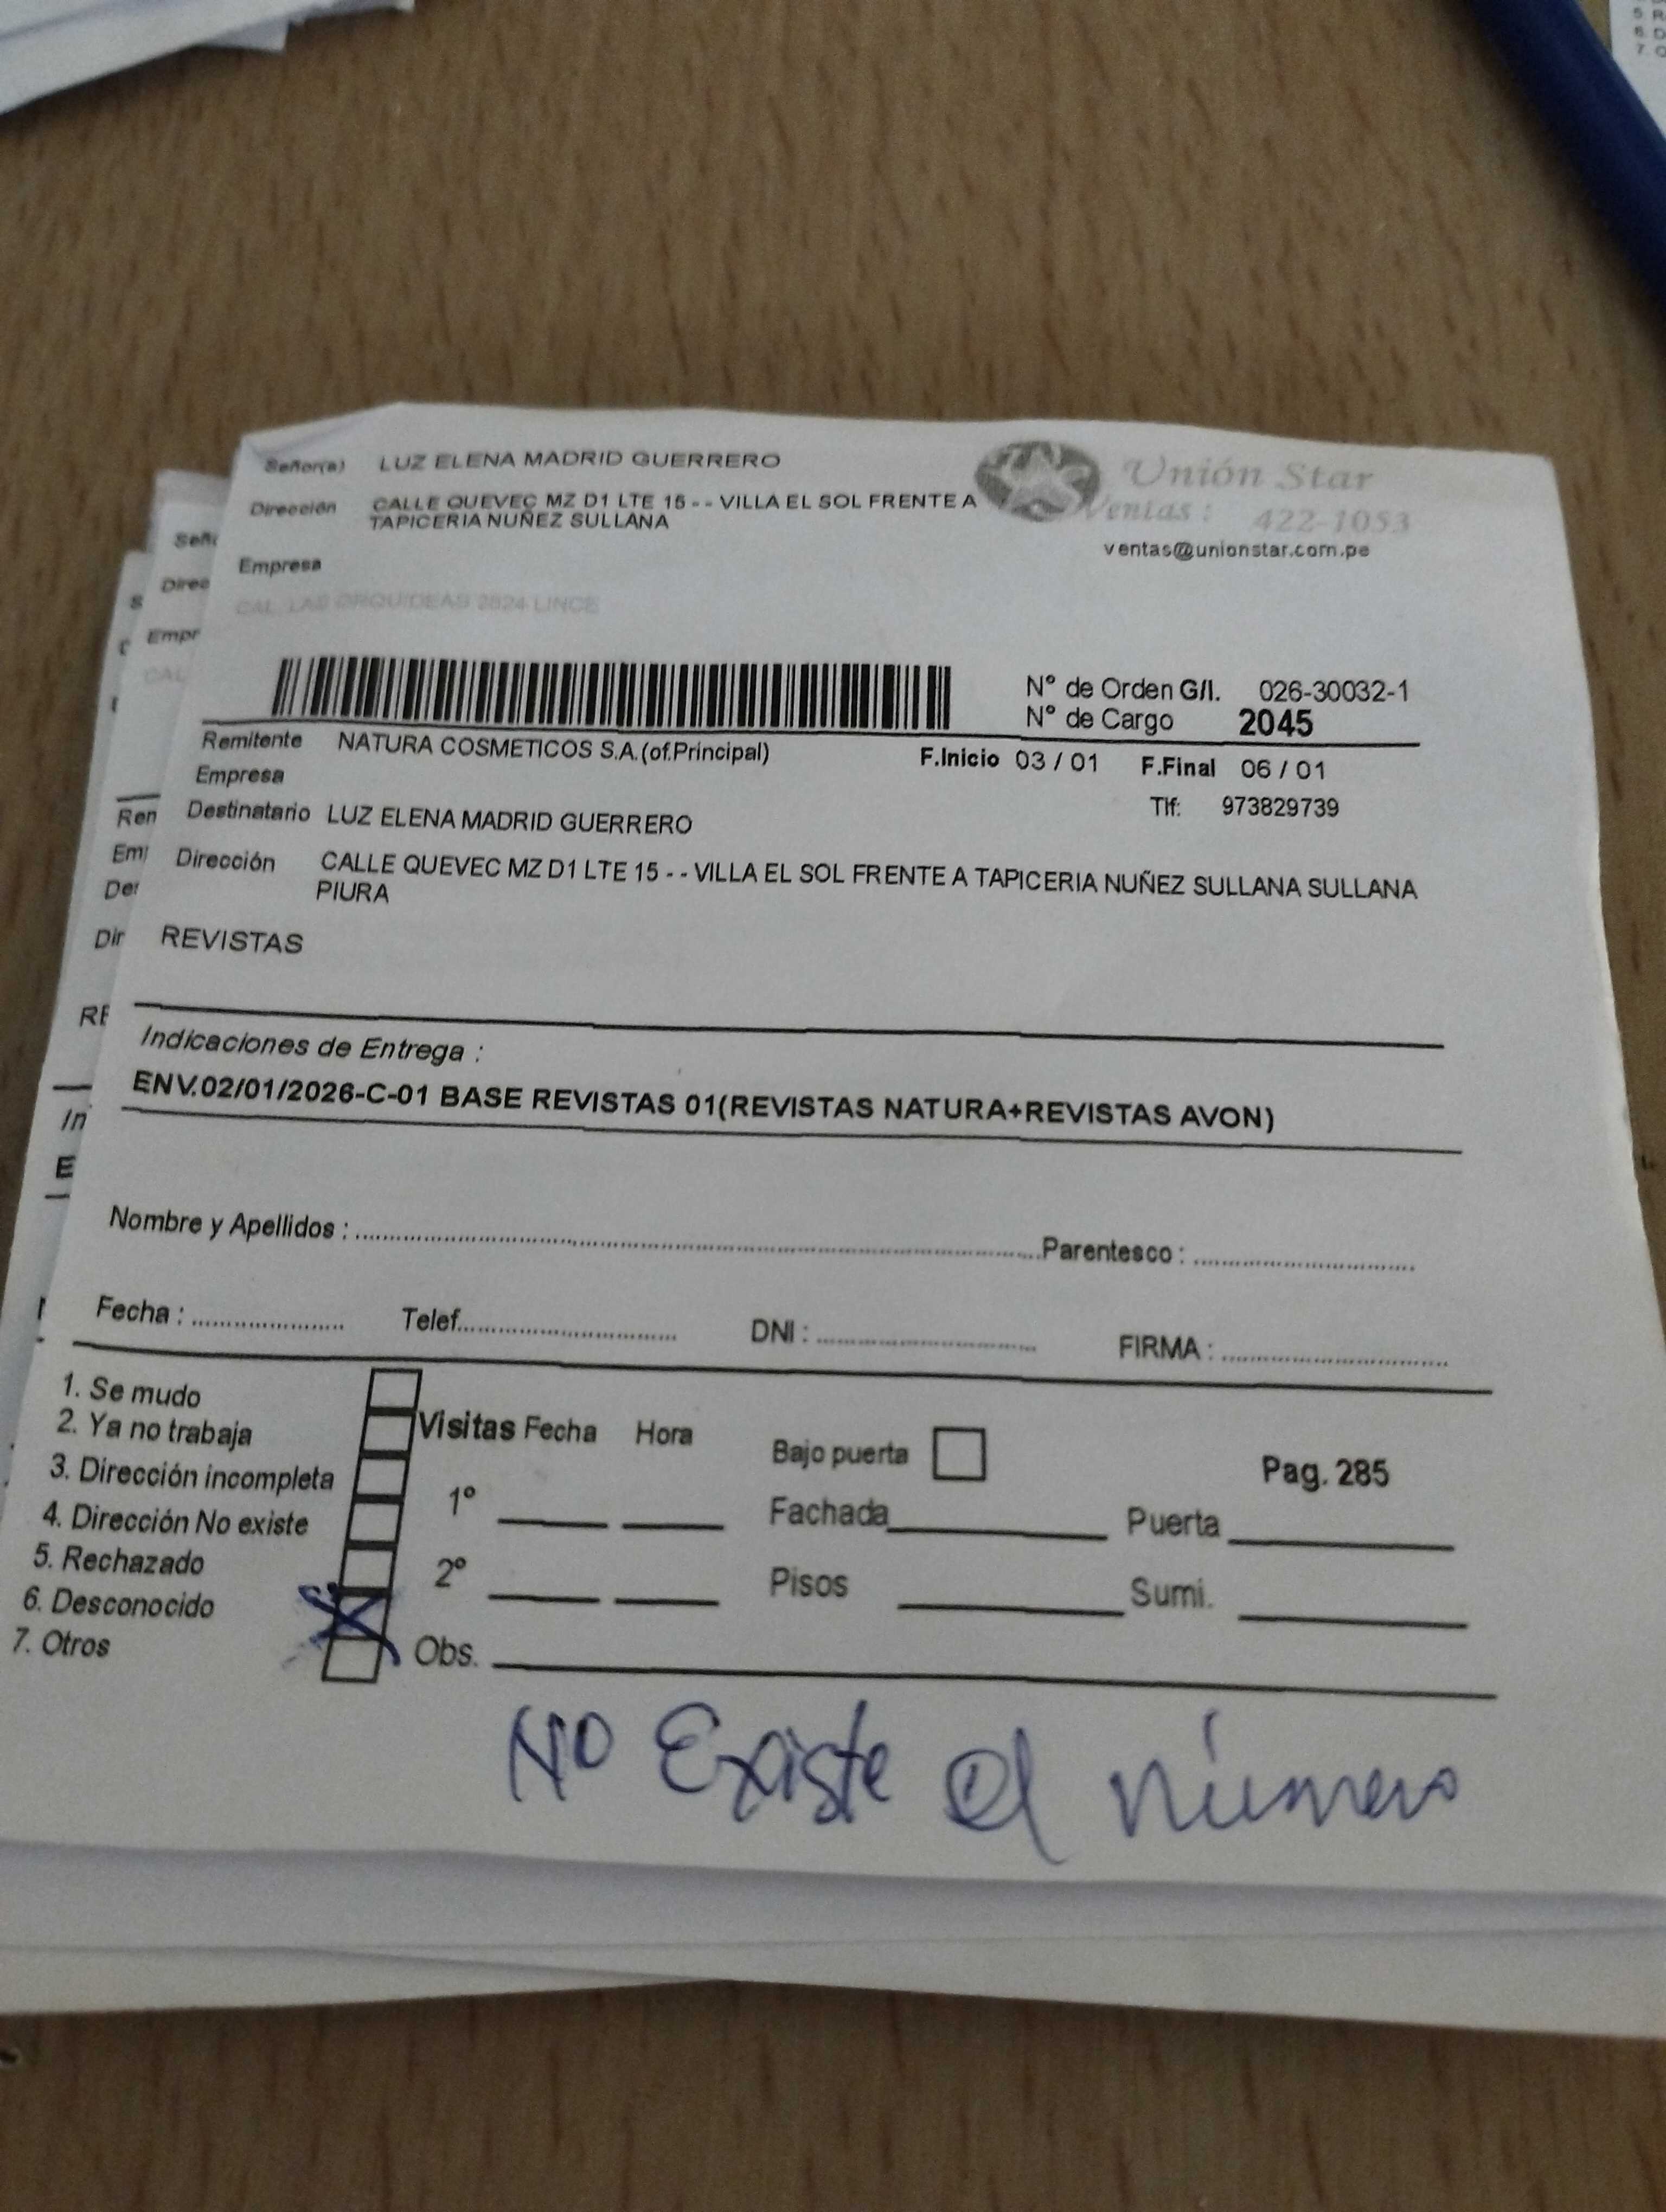 Señor(a) LUZ ELENA MADRID GUERRERO
Dirección CALLE QUEVEC MZ D1 LTE 15 - - VILLA EL SOL FRENTE A
TAPICERIA NUÑEZ SULLANA
Empresa
CAL. LAS ORQUIDEAS 2624 LINCE
Unión Star
Ventas : 422-1053
ventas@unionstar.com.pe
N° de Orden G/I. 026-30032-1
N° de Cargo 2045
Remitente NATURA COSMETICOS S.A.(of.Principal)
F.Inicio 03 / 01 F.Final 06 / 01
Empresa
Tlf: 973829739
Destinatario LUZ ELENA MADRID GUERRERO
Dirección CALLE QUEVEC MZ D1 LTE 15 - - VILLA EL SOL FRENTE A TAPICERIA NUÑEZ SULLANA SULLANA
PIURA
REVISTAS
Indicaciones de Entrega :
ENV.02/01/2026-C-01 BASE REVISTAS 01(REVISTAS NATURA+REVISTAS AVON)
Nombre y Apellidos : Parentesco :
Fecha : Telef. DNI : FIRMA :
1. Se mudo
2. Ya no trabaja
3. Dirección incompleta
4. Dirección No existe
5. Rechazado
6. Desconocido
7. Otros
Visitas Fecha Hora
1°
2°
Obs.
Bajo puerta
Pag. 285
Fachada Puerta
Pisos Sumi.
No Existe el número